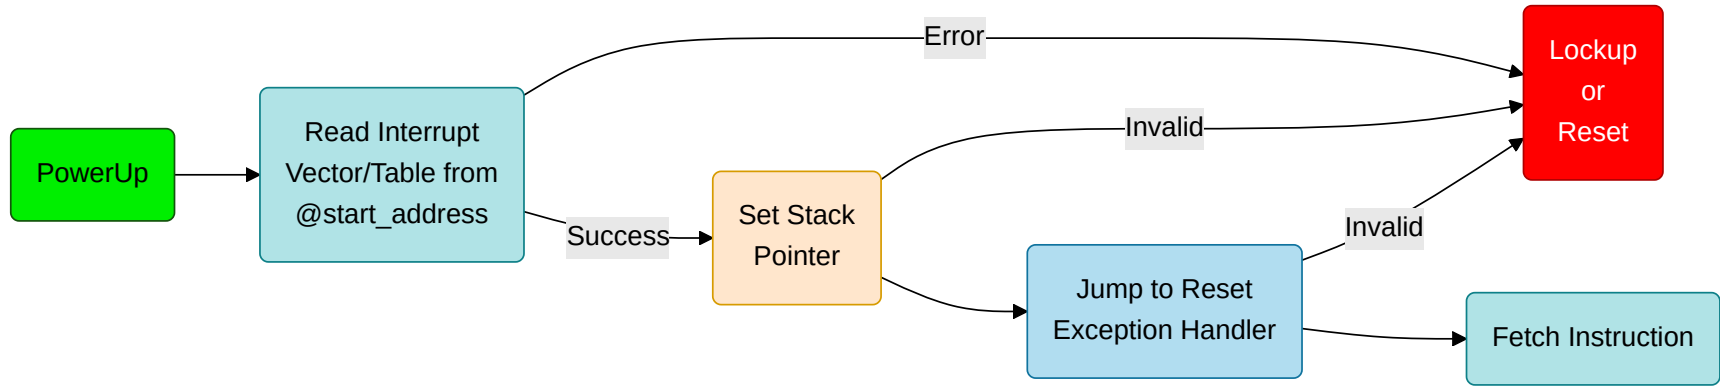 PowerUp
Read Interrupt
Vector/Table from
@start_address
Error
Success
Set Stack
Pointer
Invalid
Jump to Reset
Exception Handler
Invalid
Lockup
or
Reset
Fetch Instruction